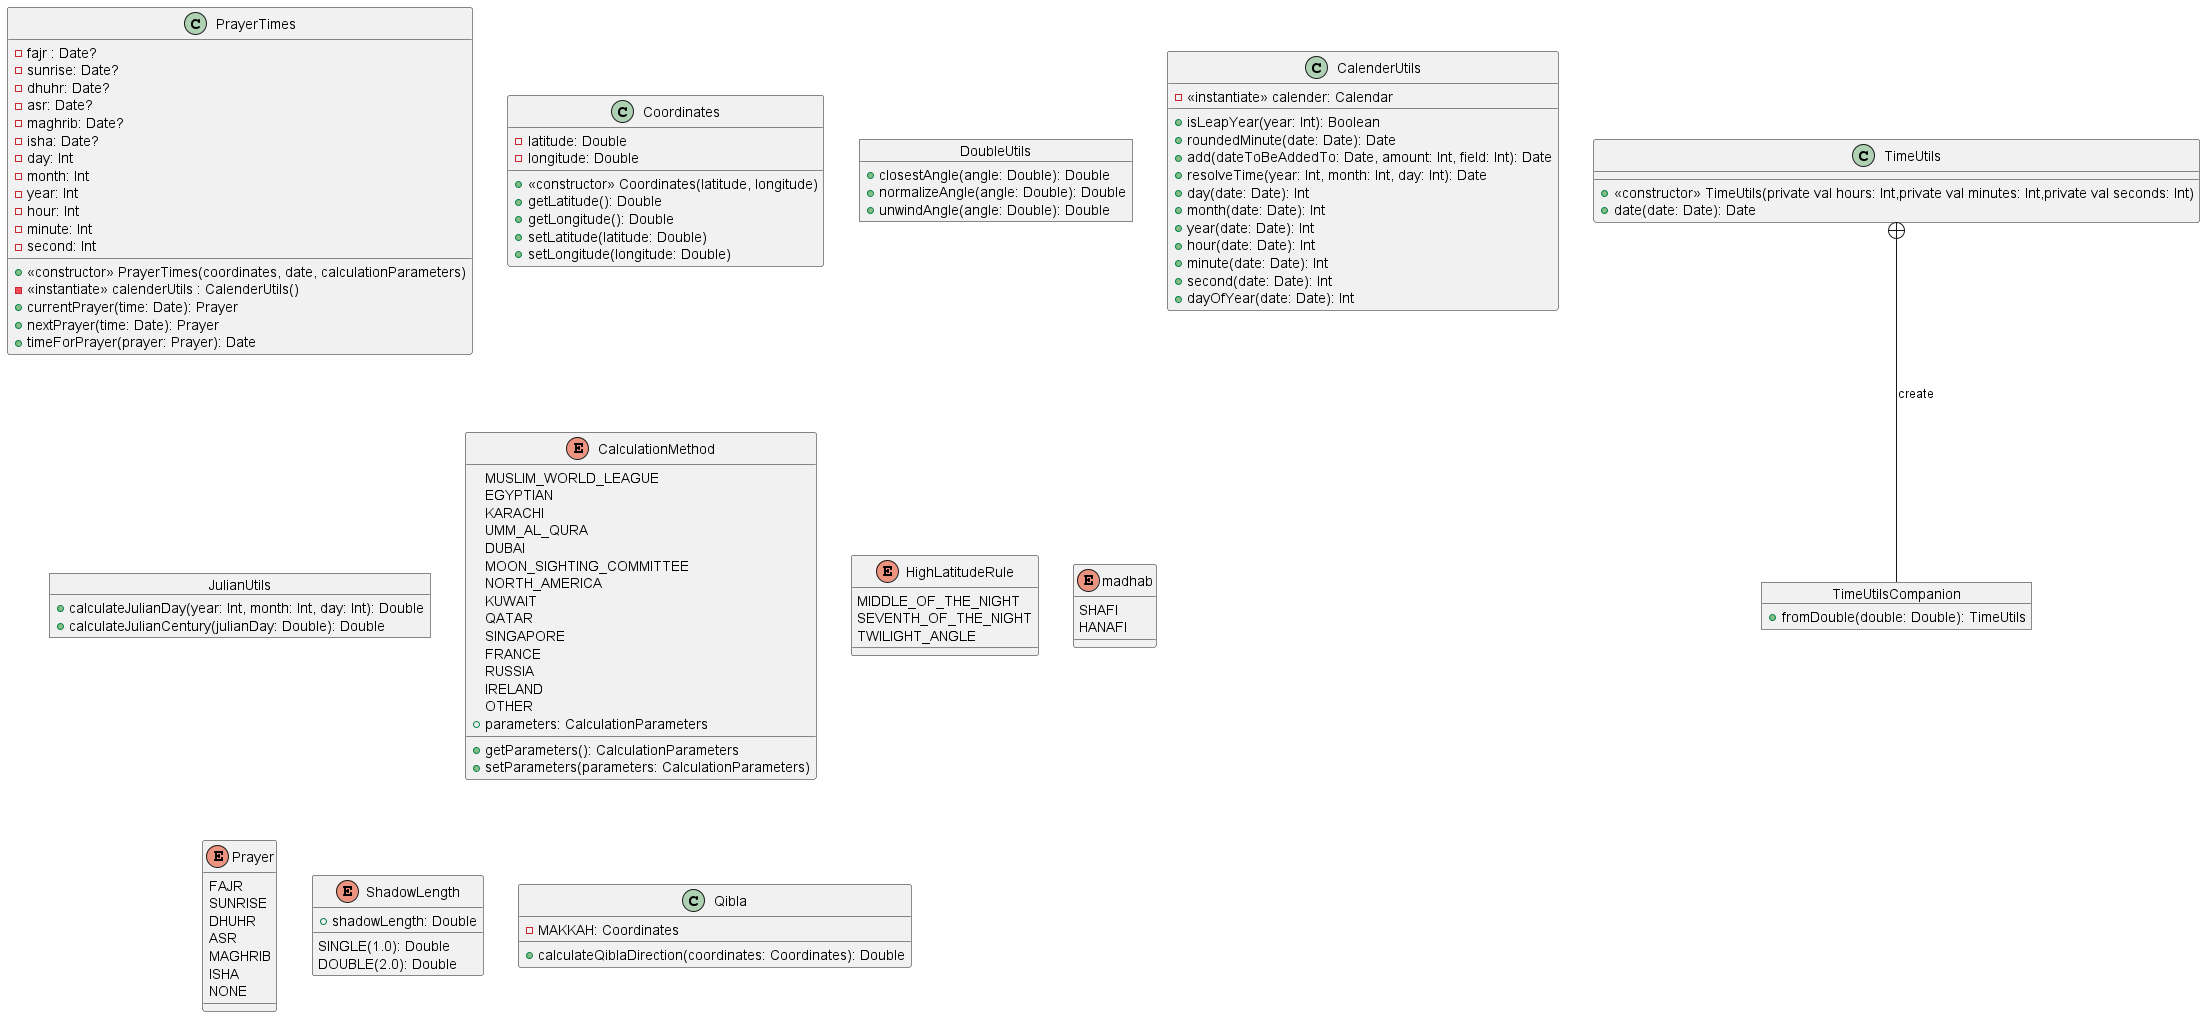 C PrayerTimes
fajr : Date?
sunrise: Date?
dhuhr: Date?
asr: Date?
maghrib: Date?
isha: Date?
day: Int
month: Int
year: Int
hour: Int
minute: Int
second: Int
«constructor» PrayerTimes(coordinates, date, calculationParameters)
«instantiate» calenderUtils : CalenderUtils()
currentPrayer(time: Date): Prayer
nextPrayer(time: Date): Prayer
timeForPrayer(prayer: Prayer): Date
C Coordinates
latitude: Double
longitude: Double
«constructor» Coordinates(latitude, longitude)
getLatitude(): Double
getLongitude(): Double
setLatitude(latitude: Double)
setLongitude(longitude: Double)
DoubleUtils
closestAngle(angle: Double): Double
normalizeAngle(angle: Double): Double
unwindAngle(angle: Double): Double
C CalenderUtils
«instantiate» calender: Calendar
isLeapYear(year: Int): Boolean
roundedMinute(date: Date): Date
add(dateToBeAddedTo: Date, amount: Int, field: Int): Date
resolveTime(year: Int, month: Int, day: Int): Date
day(date: Date): Int
month(date: Date): Int
year(date: Date): Int
hour(date: Date): Int
minute(date: Date): Int
second(date: Date): Int
dayOfYear(date: Date): Int
C TimeUtils
«constructor» TimeUtils(private val hours: Int,private val minutes: Int,private val seconds: Int)
date(date: Date): Date
create
JulianUtils
calculateJulianDay(year: Int, month: Int, day: Int): Double
calculateJulianCentury(julianDay: Double): Double
E CalculationMethod
MUSLIM_WORLD_LEAGUE
EGYPTIAN
KARACHI
UMM_AL_QURA
DUBAI
MOON_SIGHTING_COMMITTEE
NORTH_AMERICA
KUWAIT
QATAR
SINGAPORE
FRANCE
RUSSIA
IRELAND
OTHER
parameters: CalculationParameters
getParameters(): CalculationParameters
setParameters(parameters: CalculationParameters)
E HighLatitudeRule
MIDDLE_OF_THE_NIGHT
SEVENTH_OF_THE_NIGHT
TWILIGHT_ANGLE
E madhab
SHAFI
HANAFI
TimeUtilsCompanion
fromDouble(double: Double): TimeUtils
E Prayer
FAJR
SUNRISE
DHUHR
ASR
MAGHRIB
ISHA
NONE
E ShadowLength
shadowLength: Double
SINGLE(1.0): Double
DOUBLE(2.0): Double
C Qibla
MAKKAH: Coordinates
calculateQiblaDirection(coordinates: Coordinates): Double